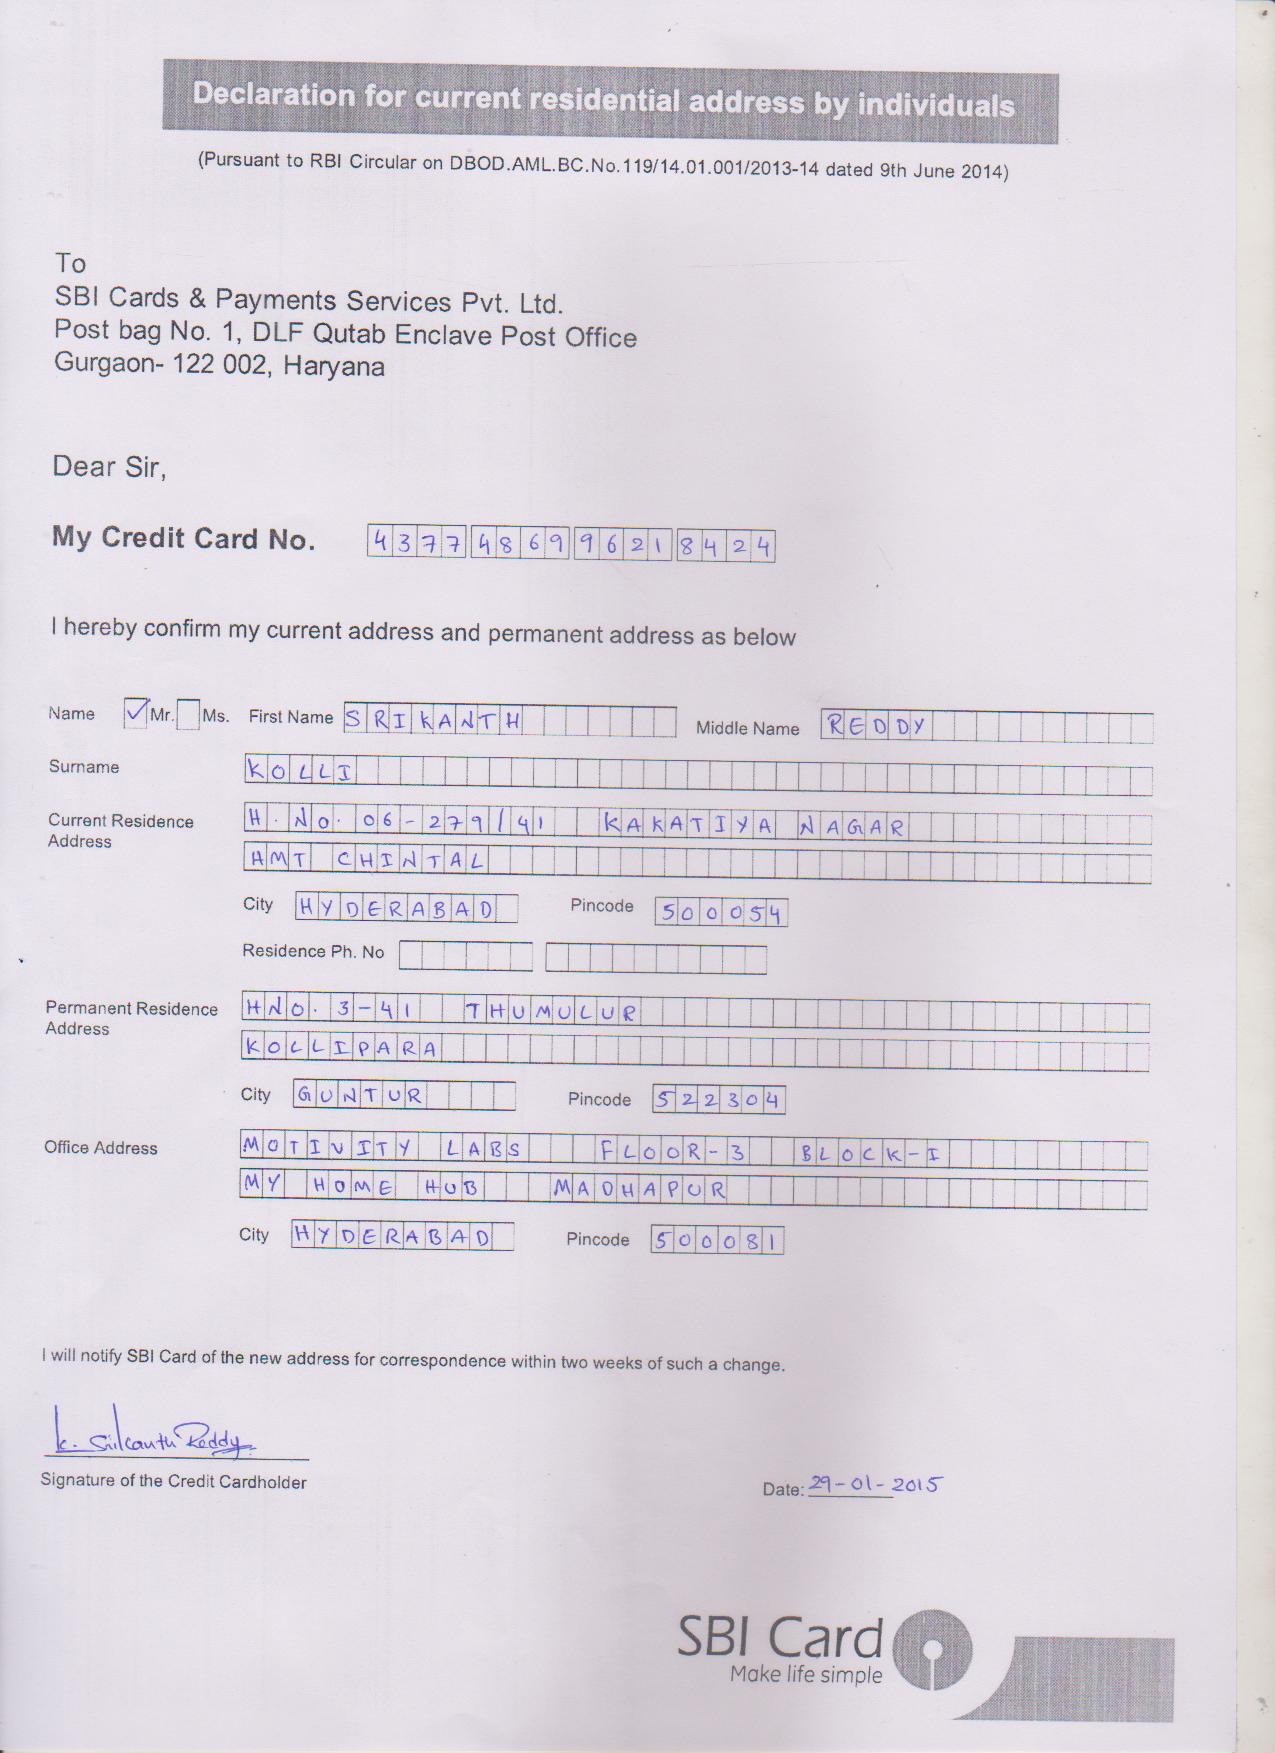 Declaration for current residential address by individuals
(Pursuant to RBI Circular on DBOD.AML.BC.No.119/14.01.001/2013-14 dated 9th June 2014)
To
SBI Cards & Payments Services Pvt. Ltd.
Post bag No. 1, DLF Qutab Enclave Post Office
Gurgaon- 122 002, Haryana
Dear Sir,
My Credit Card No. 4377 4869 9621 8424
I hereby confirm my current address and permanent address as below
Name ✓ Mr. Ms. First Name SRIKANTH Middle Name REDDY
Surname KOLLI
Current Residence Address H.NO.06-279/41 KAKATIYA NAGAR
HMT CHINTAL
City HYDERABAD Pincode 500054
Residence Ph. No
Permanent Residence Address HNO.3-41 THUMULUR
KOLLIPARA
City GUNTUR Pincode 522304
Office Address MOTIVITY LABS FLOOR-3 BLOCK-I
MY HOME HUB MADHAPUR
City HYDERABAD Pincode 500081
I will notify SBI Card of the new address for correspondence within two weeks of such a change.
K. Srikanth Reddy
Signature of the Credit Cardholder
Date: 29-01-2015
SBI Card
Make life simple